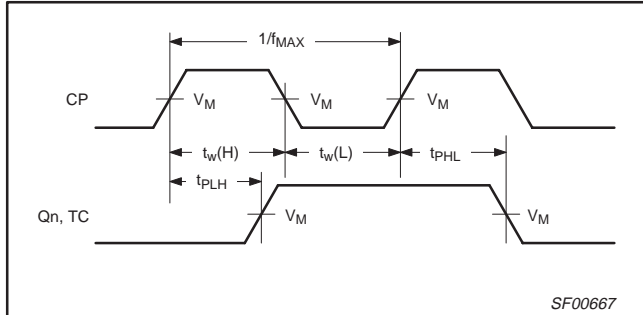 1/fMAX
CP
VM
VM
VM
tw(H)
tw(L)
tPHL
tPLH
Qn, TC
VM
VM
SF00667